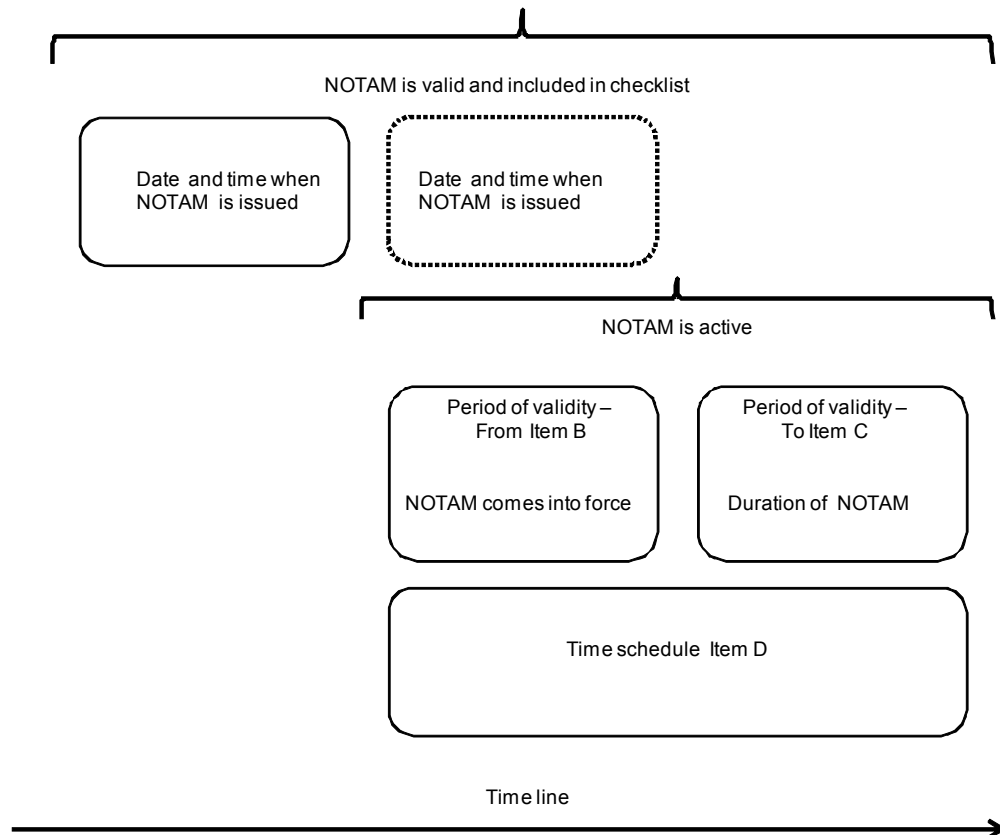 NOTAM is valid and included in checklist
Date and time when
NOTAM is issued
Date and time when
NOTAM is issued
NOTAM is active
Period of validity –
From Item B
NOTAM comes into force
Period of validity –
To Item C
Duration of NOTAM
Time schedule Item D
Time line